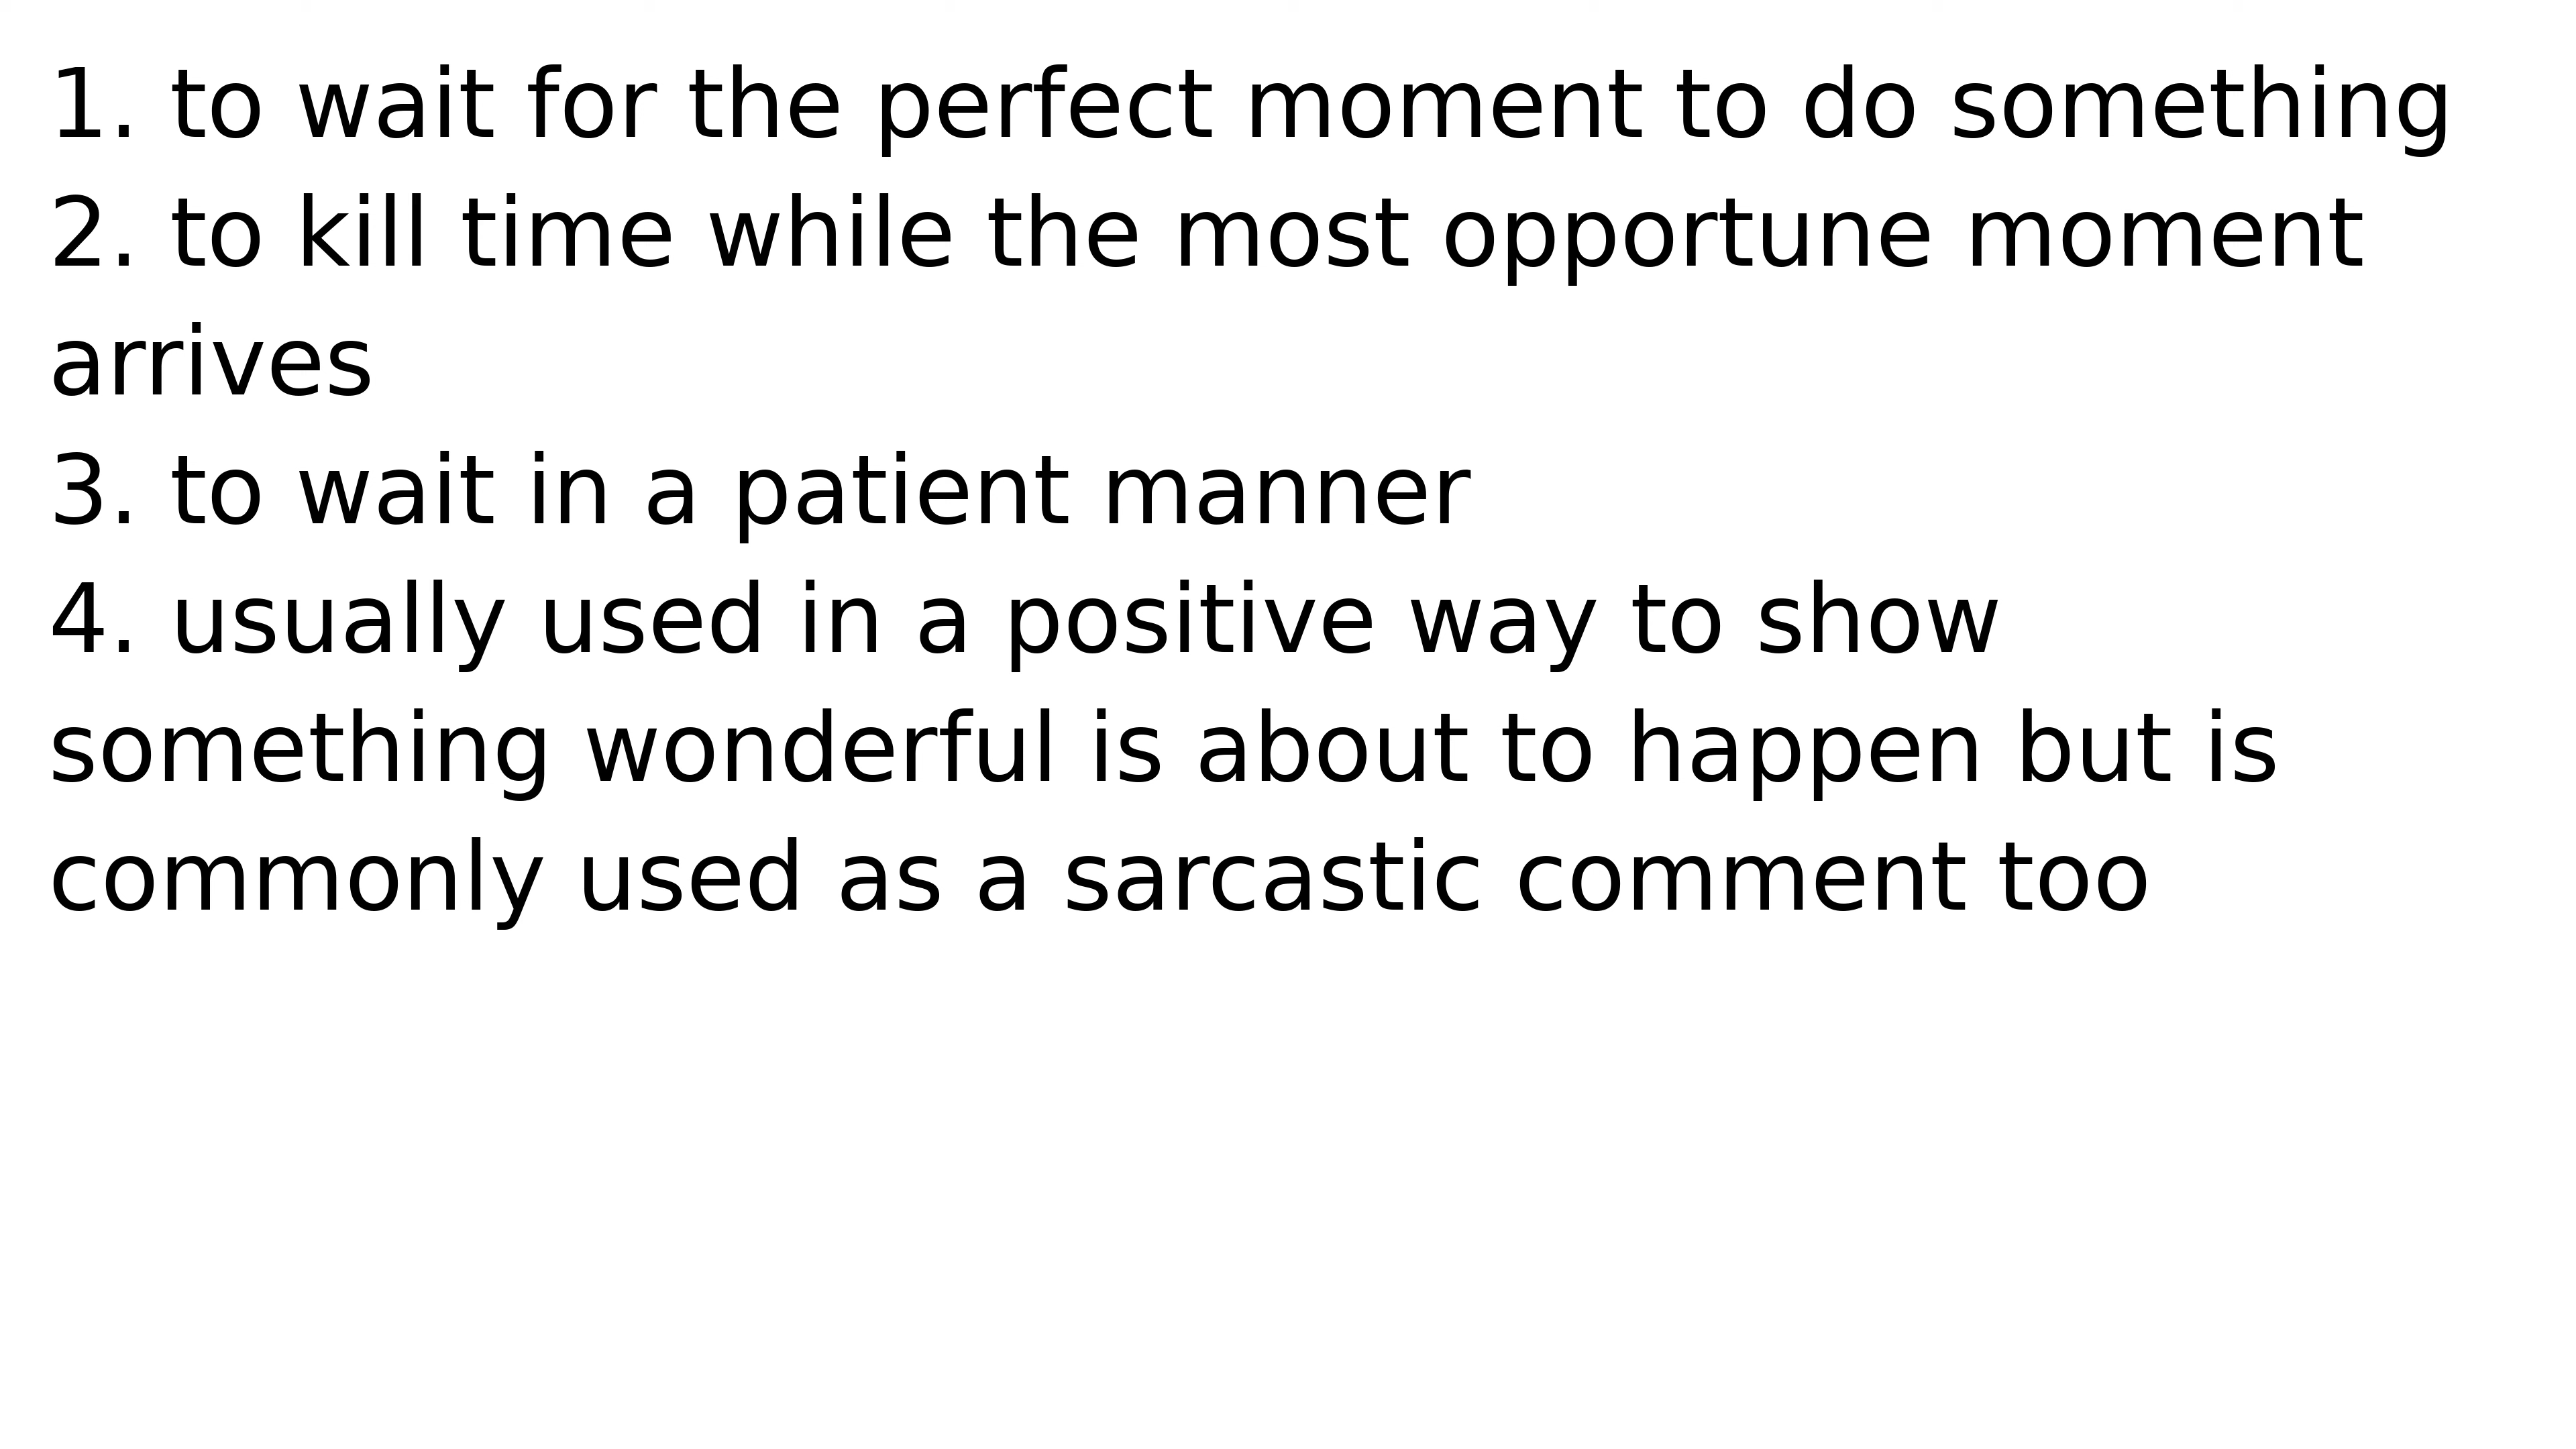 1. to wait for the perfect moment to do something
2. to kill time while the most opportune moment
arrives
3. to wait in a patient manner
4. usually used in a positive way to show
something wonderful is about to happen but is
commonly used as a sarcastic comment too